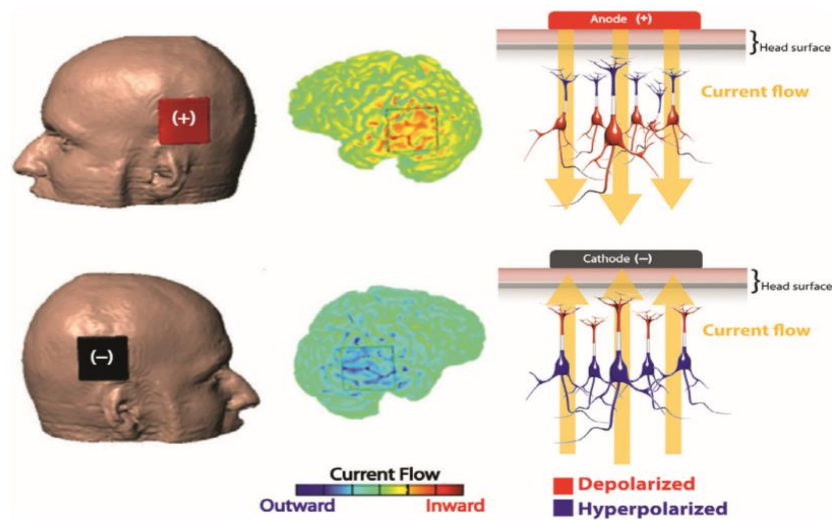 Anode (+)
(+)
Head surface
Current flow
Cathode (−)
(−)
Head surface
Current flow
Current Flow
Outward
Inward
Depolarized
Hyperpolarized